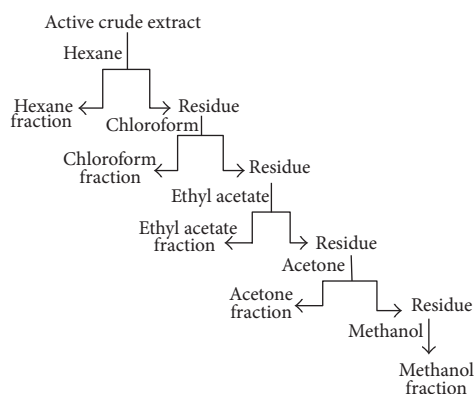 Active crude extract
Hexane
Hexane
fraction
Residue
Chloroform
Chloroform
fraction
Residue
Ethyl acetate
Ethyl acetate
fraction
Residue
Acetone
Acetone
fraction
Residue
Methanol
Methanol
fraction